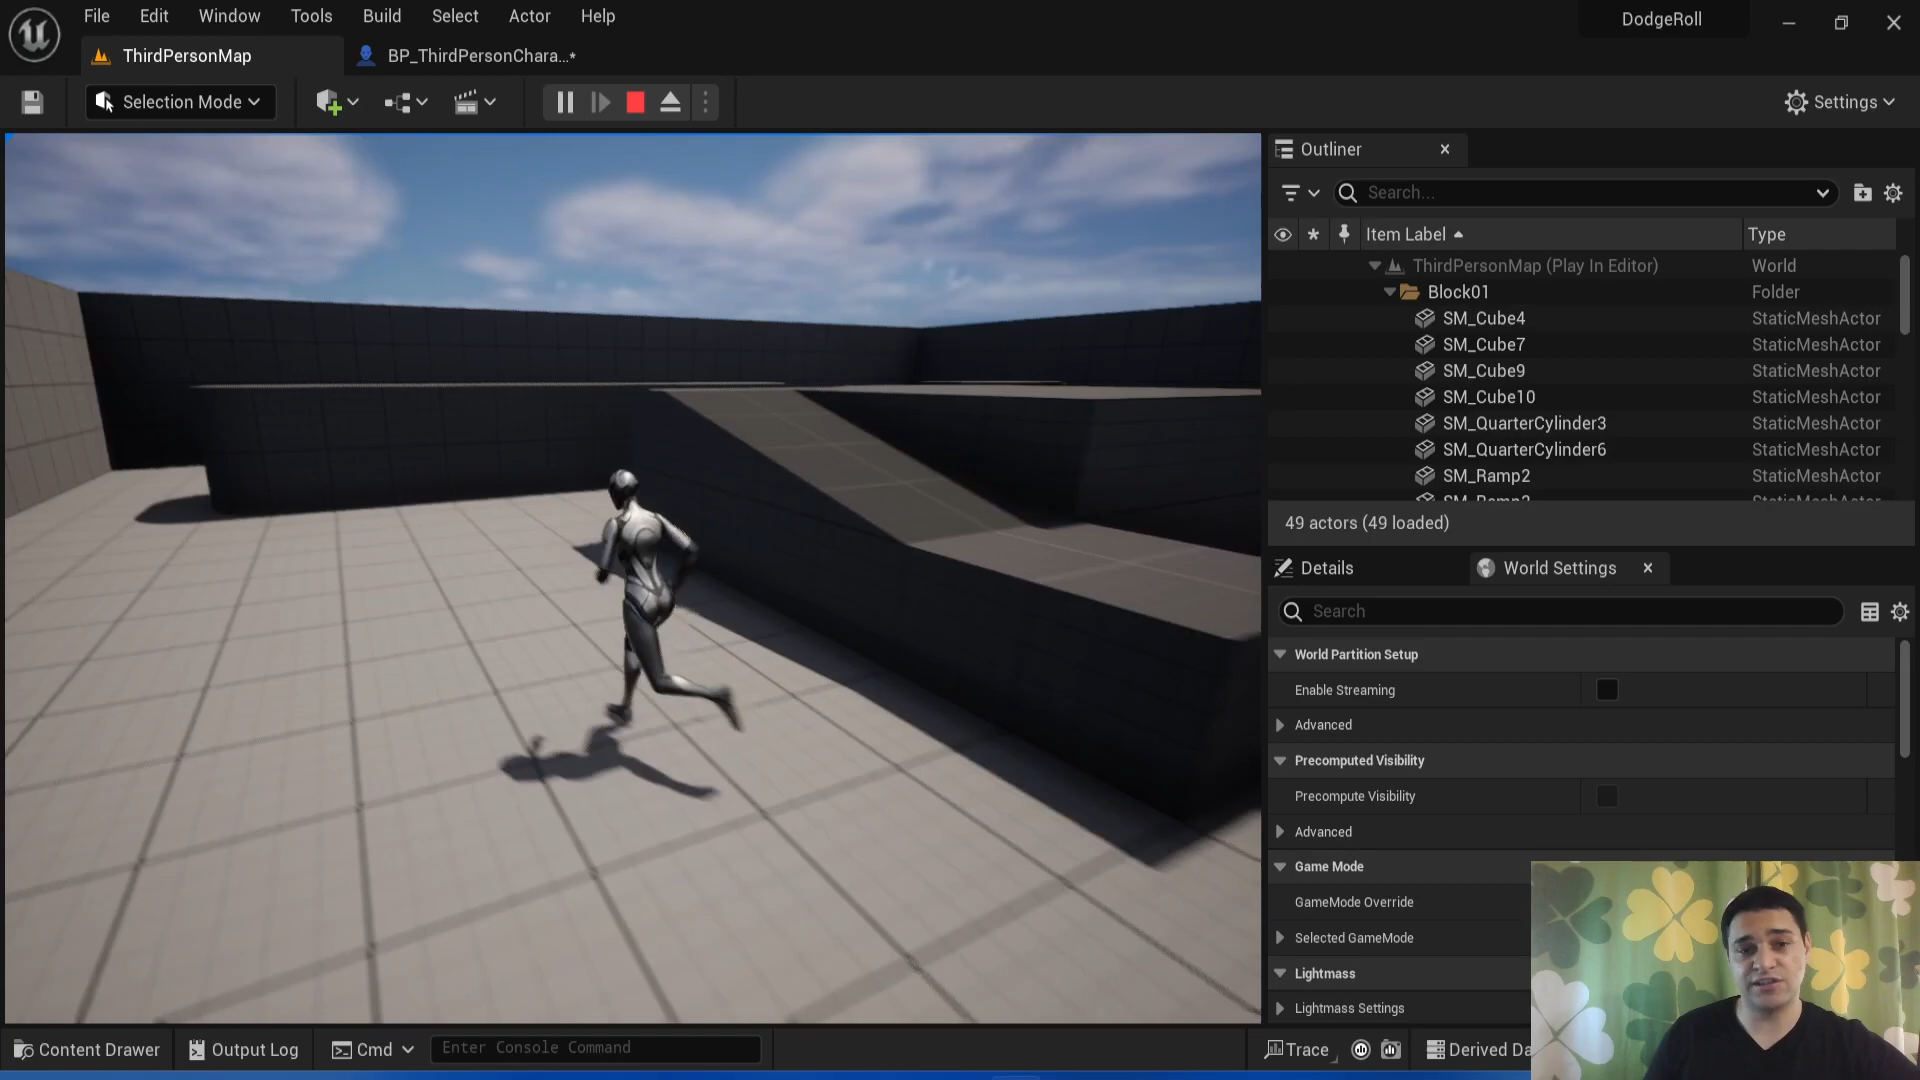 File Edit Window Tools Build Select Actor Help
DodgeRoll
ThirdPersonMap
BP_ThirdPersonChara...*
Selection Mode
Settings
Outliner
Search...
Item Label
Type
ThirdPersonMap (Play In Editor) World
Block01 Folder
SM_Cube4 StaticMeshActor
SM_Cube7 StaticMeshActor
SM_Cube9 StaticMeshActor
SM_Cube10 StaticMeshActor
SM_QuarterCylinder3 StaticMeshActor
SM_QuarterCylinder6 StaticMeshActor
SM_Ramp2 StaticMeshActor
49 actors (49 loaded)
Details
World Settings
Search
World Partition Setup
Enable Streaming
Advanced
Precomputed Visibility
Precompute Visibility
Advanced
Game Mode
GameMode Override
Selected GameMode
Lightmass
Lightmass Settings
Content Drawer
Output Log
Cmd
Enter Console Command
Trace
Derived Da